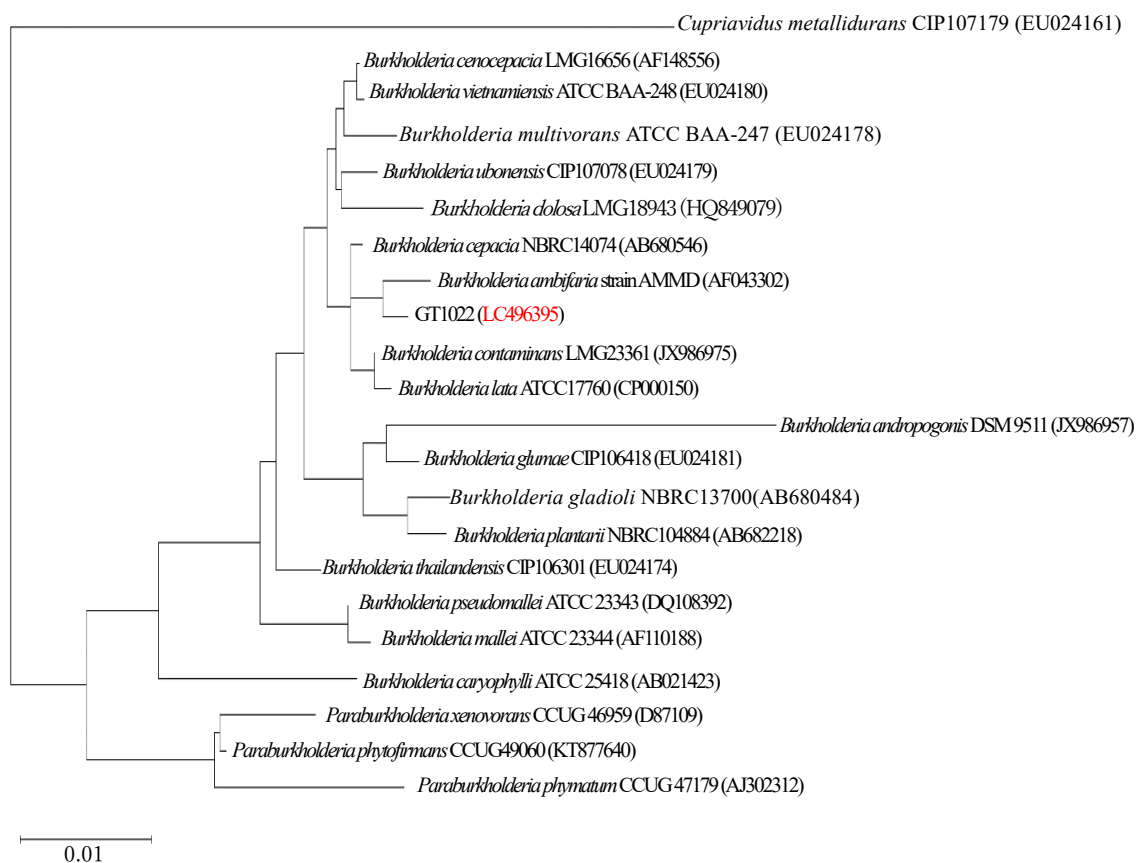 Cupriavidus metallidurans CIP107179 (EU024161)
Burkholderia cenocepacia LMG16656 (AF148556)
Burkholderia vietnamiensis ATCC BAA-248 (EU024180)
Burkholderia multivorans ATCC BAA-247 (EU024178)
Burkholderia ubonensis CIP107078 (EU024179)
Burkholderia dolosa LMG18943 (HQ849079)
Burkholderia cepacia NBRC14074 (AB680546)
Burkholderia ambifaria strain AMMD (AF043302)
GT1022 (LC496395)
Burkholderia contaminans LMG23361 (JX986975)
Burkholderia lata ATCC17760 (CP000150)
Burkholderia andropogonis DSM 9511 (JX986957)
Burkholderia glumae CIP106418 (EU024181)
Burkholderia gladioli NBRC13700(AB680484)
Burkholderia plantarii NBRC104884 (AB682218)
Burkholderia thailandensis CIP106301 (EU024174)
Burkholderia pseudomallei ATCC 23343 (DQ108392)
Burkholderia mallei ATCC 23344 (AF110188)
Burkholderia caryophylli ATCC 25418 (AB021423)
Paraburkholderia xenovorans CCUG 46959 (D87109)
Paraburkholderia phytofirmans CCUG49060 (KT877640)
Paraburkholderia phymatum CCUG 47179 (AJ302312)
0.01